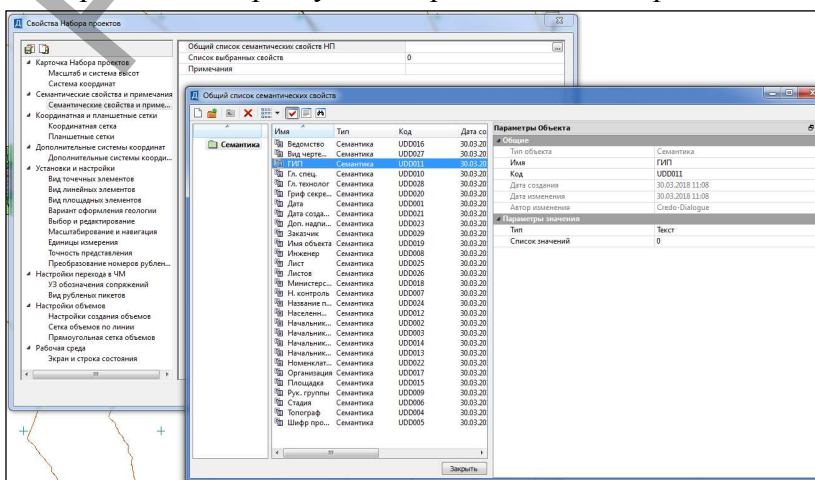 Свойства Набора проектов
Карточка Набора проектов
Масштаб и система высот
Система координат
Семантические свойства и примечания
Семантические свойства и приме...
Координатная и планшетные сетки
Координатная сетка
Планшетные сетки
Дополнительные системы координат
Дополнительные системы коорди...
Установки и настройки
Вид точечных элементов
Вид линейных элементов
Вид площадных элементов
Вариант оформления геологии
Выбор и редактирование
Масштабирование и навигация
Единицы измерения
Точность представления
Преобразование номеров рублен...
Настройки перехода в ЧМ
УЗ обозначения сопряжений
Вид рубленых пикетов
Настройки объемов
Настройки создания объемов
Сетка объемов по линии
Прямоугольная сетка объемов
Рабочая среда
Экран и строка состояния
Общий список семантических свойств НП ...
Список выбранных свойств 0
Примечания
Общий список семантических свойств
Семантика
Имя Тип Код Дата со
Ведомство Семантика UDD016 30.03.20
Вид черте... Семантика UDD027 30.03.20
ГИП Семантика UDD011 30.03.20
Гл. спец. Семантика UDD010 30.03.20
Гл. технолог Семантика UDD028 30.03.20
Гриф секре... Семантика UDD020 30.03.20
Дата Семантика UDD001 30.03.20
Дата созда... Семантика UDD021 30.03.20
Доп. надпи... Семантика UDD023 30.03.20
Заказчик Семантика UDD029 30.03.20
Имя объекта Семантика UDD019 30.03.20
Инженер Семантика UDD008 30.03.20
Лист Семантика UDD025 30.03.20
Листов Семантика UDD026 30.03.20
Министерс... Семантика UDD018 30.03.20
Н. контроль Семантика UDD007 30.03.20
Название п... Семантика UDD024 30.03.20
Населенн... Семантика UDD012 30.03.20
Начальник... Семантика UDD002 30.03.20
Начальник... Семантика UDD003 30.03.20
Начальник... Семантика UDD014 30.03.20
Начальник... Семантика UDD013 30.03.20
Номенклат... Семантика UDD022 30.03.20
Организация Семантика UDD017 30.03.20
Площадка Семантика UDD015 30.03.20
Рук. группы Семантика UDD009 30.03.20
Стадия Семантика UDD006 30.03.20
Топограф Семантика UDD004 30.03.20
Шифр про... Семантика UDD005 30.03.20
Параметры Объекта
Общие
Тип объекта Семантика
Имя ГИП
Код UDD011
Дата создания 30.03.2018 11:08
Дата изменения 30.03.2018 11:08
Автор изменения Credo-Dialogue
Параметры значения
Тип Текст
Список значений 0
Закрыть